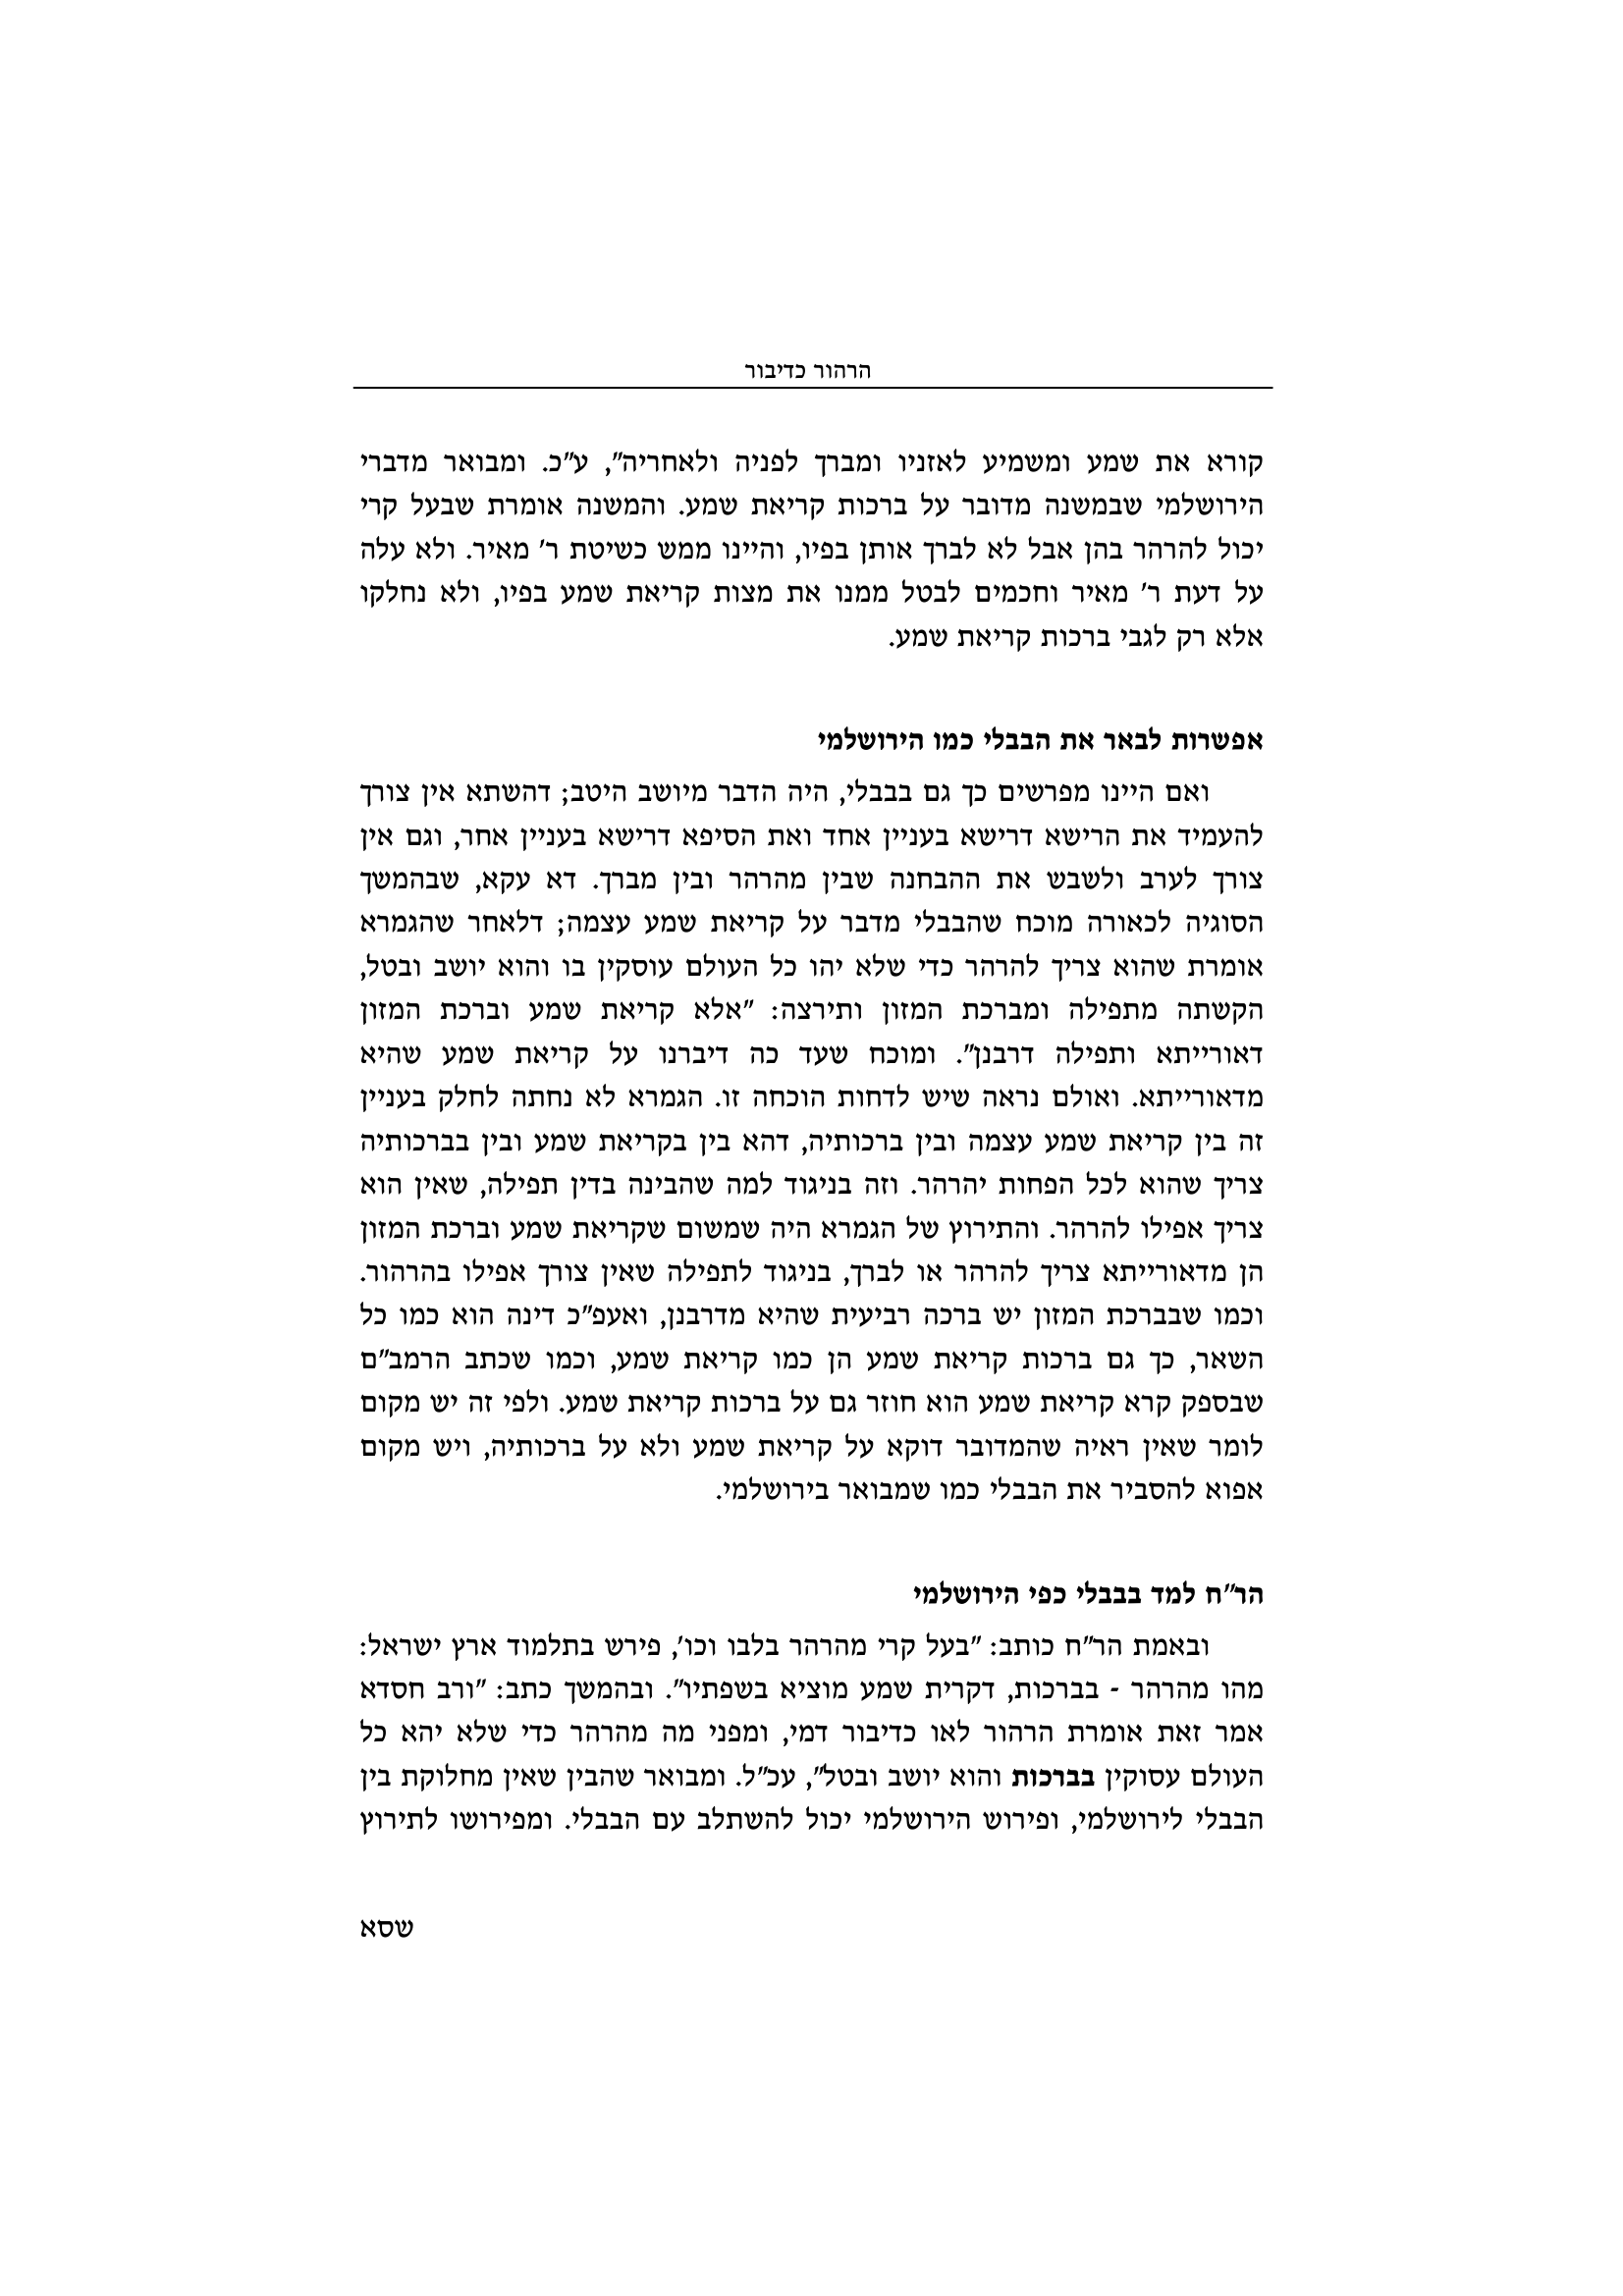 הרהור כדיבור
קורא את שמע ומשמיע לאזניו ומברך לפניה ולאחריה", ע"כ. ומבואר מדברי
הירושלמי שבמשנה מדובר על ברכות קריאת שמע. והמשנה אומרת שבעל קרי
יכול להרהר בהן אבל לא לברך אותן בפיו, והיינו ממש כשיטת ר' מאיר. ולא עלה
על דעת ר' מאיר וחכמים לבטל ממנו את מצות קריאת שמע בפיו, ולא נחלקו
אלא רק לגבי ברכות קריאת שמע.
אפשרות לבאר את הבבלי כמו הירושלמי
ואם היינו מפרשים כך גם בבבלי, היה הדבר מיושב היטב; דהשתא אין צורך
להעמיד את הרישא דרישא בעניין אחד ואת הסיפא דרישא בעניין אחר, וגם אין
צורך לערב ולשבש את ההבחנה שבין מהרהר ובין מברך. דא עקא, שבהמשך
הסוגיה לכאורה מוכח שהבבלי מדבר על קריאת שמע עצמה; דלאחר שהגמרא
אומרת שהוא צריך להרהר כדי שלא יהו כל העולם עוסקין בו והוא יושב ובטל,
הקשתה מתפילה ומברכת המזון ותירצה: "אלא קריאת שמע וברכת המזון
דאורייתא ותפילה דרבנן". ומוכח שעד כה דיברנו על קריאת שמע שהיא
מדאורייתא. ואולם נראה שיש לדחות הוכחה זו. הגמרא לא נחתה לחלק בעניין
זה בין קריאת שמע עצמה ובין ברכותיה, דהא בין בקריאת שמע ובין בברכותיה
צריך שהוא לכל הפחות יהרהר. וזה בניגוד למה שהבינה בדין תפילה, שאין הוא
צריך אפילו להרהר. והתירוץ של הגמרא היה שמשום שקריאת שמע וברכת המזון
הן מדאורייתא צריך להרהר או לברך, בניגוד לתפילה שאין צורך אפילו בהרהור.
וכמו שבברכת המזון יש ברכה רביעית שהיא מדרבנן, ואעפ"כ דינה הוא כמו כל
השאר, כך גם ברכות קריאת שמע הן כמו קריאת שמע, וכמו שכתב הרמב"ם
שבספק קרא קריאת שמע הוא חוזר גם על ברכות קריאת שמע. ולפי זה יש מקום
לומר שאין ראיה שהמדובר דוקא על קריאת שמע ולא על ברכותיה, ויש מקום
אפוא להסביר את הבבלי כמו שמבואר בירושלמי.
הר"ח למד בבבלי כפי הירושלמי
ובאמת הר"ח כותב: "בעל קרי מהרהר בלבו וכו', פירש בתלמוד ארץ ישראל:
מהו מהרהר - בברכות, דקרית שמע מוציא בשפתיו". ובהמשך כתב: "ורב חסדא
אמר זאת אומרת הרהור לאו כדיבור דמי, ומפני מה מהרהר כדי שלא יהא כל
העולם עסוקין בברכות והוא יושב ובטל", עכ"ל. ומבואר שהבין שאין מחלוקת בין
הבבלי לירושלמי, ופירוש הירושלמי יכול להשתלב עם הבבלי. ומפירושו לתירוץ
שסא